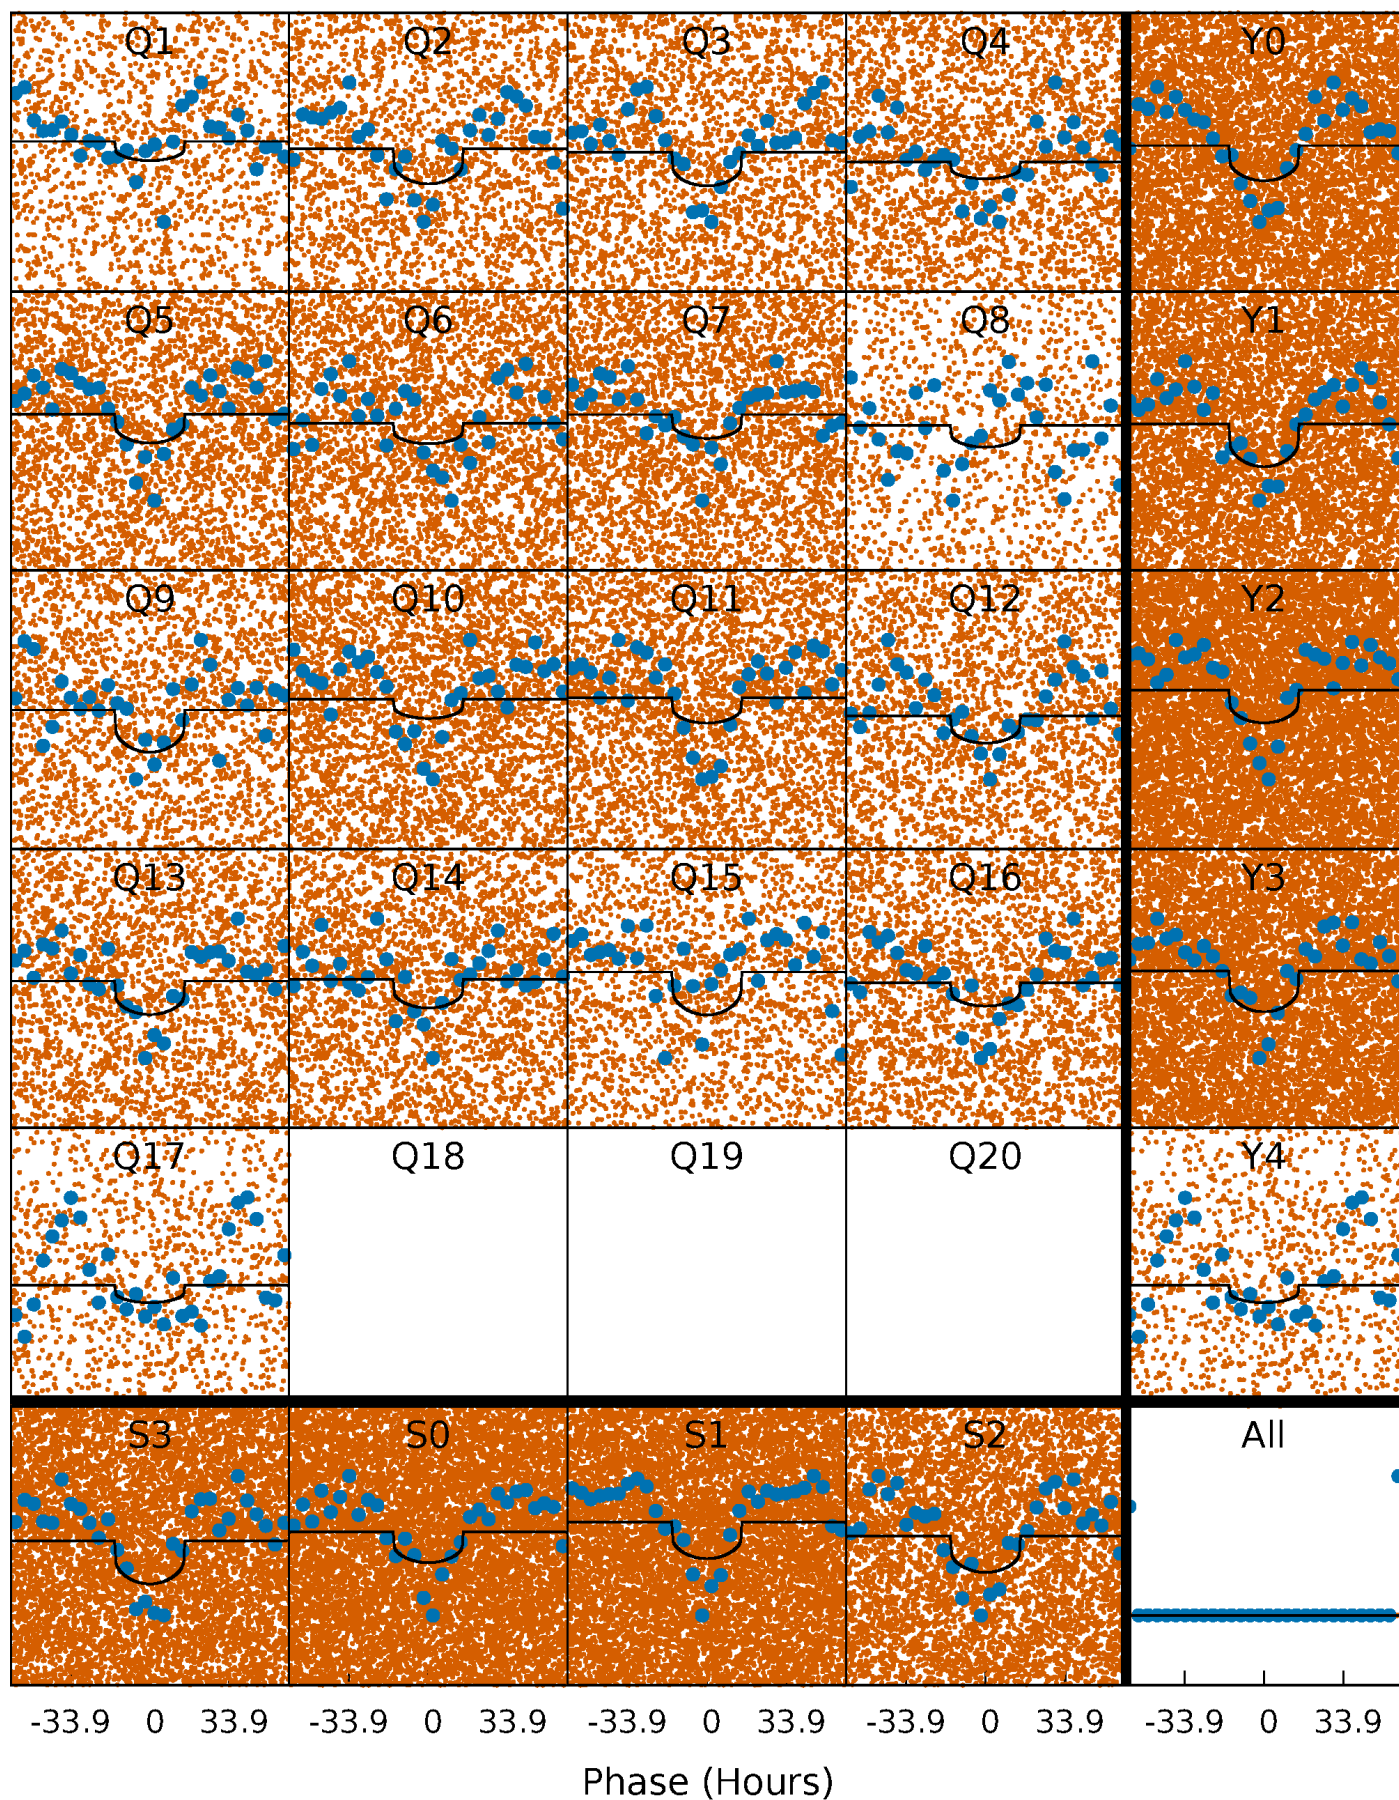 Q1 Q2 Q3 Q4 Y0
Q5 Q6 Q7 Q8 Y1
Q9 Q10 Q11 Q12 Y2
Q13 Q14 Q15 Q16 Y3
Q17 Q18 Q19 Q20 Y4
S3 S0 S1 S2 All
-33.9 0 33.9 -33.9 0 33.9 -33.9 0 33.9 -33.9 0 33.9 -33.9 0 33.9
Phase (Hours)